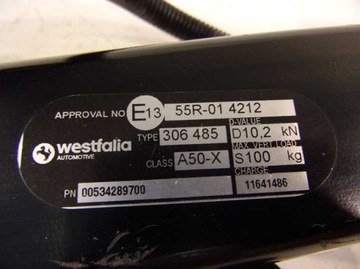 APPROVAL NO E13 55R-01 4212
D-VALUE
TYPE 306 485 D10,2 kN
MAX. VERT. LOAD
westfalia
AUTOMOTIVE
CLASS A50-X S100 kg
CHARGE
PN 00534289700 11641486